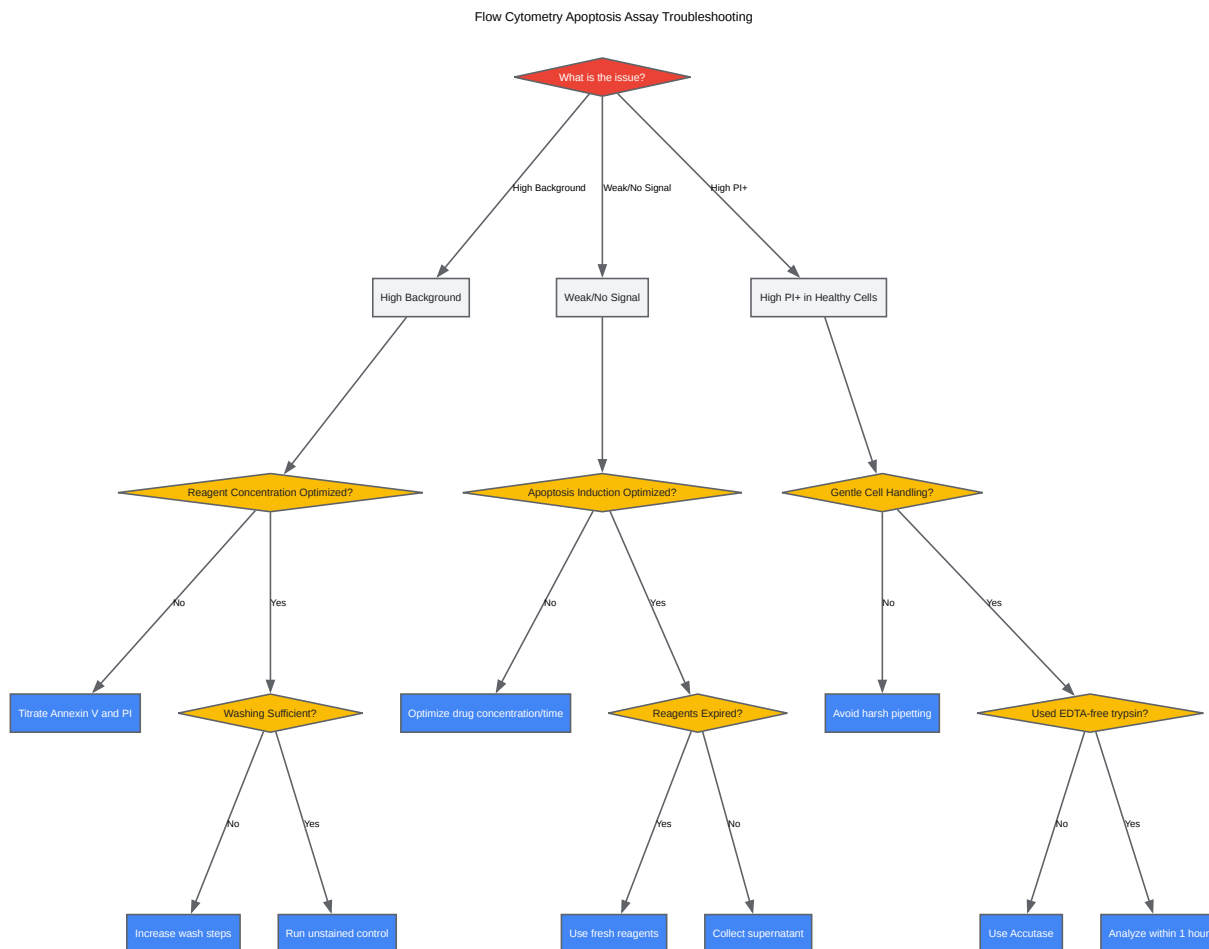 Flow Cytometry Apoptosis Assay Troubleshooting
What is the issue?
High Background
Weak/No Signal
High PI+
High Background
Weak/No Signal
High PI+ in Healthy Cells
Reagent Concentration Optimized?
Apoptosis Induction Optimized?
Gentle Cell Handling?
No
Yes
No
Yes
No
Yes
Titrate Annexin V and PI
Washing Sufficient?
Optimize drug concentration/time
Reagents Expired?
Avoid harsh pipetting
Used EDTA-free trypsin?
No
Yes
Yes
No
No
Yes
Increase wash steps
Run unstained control
Use fresh reagents
Collect supernatant
Use Accutase
Analyze within 1 hour